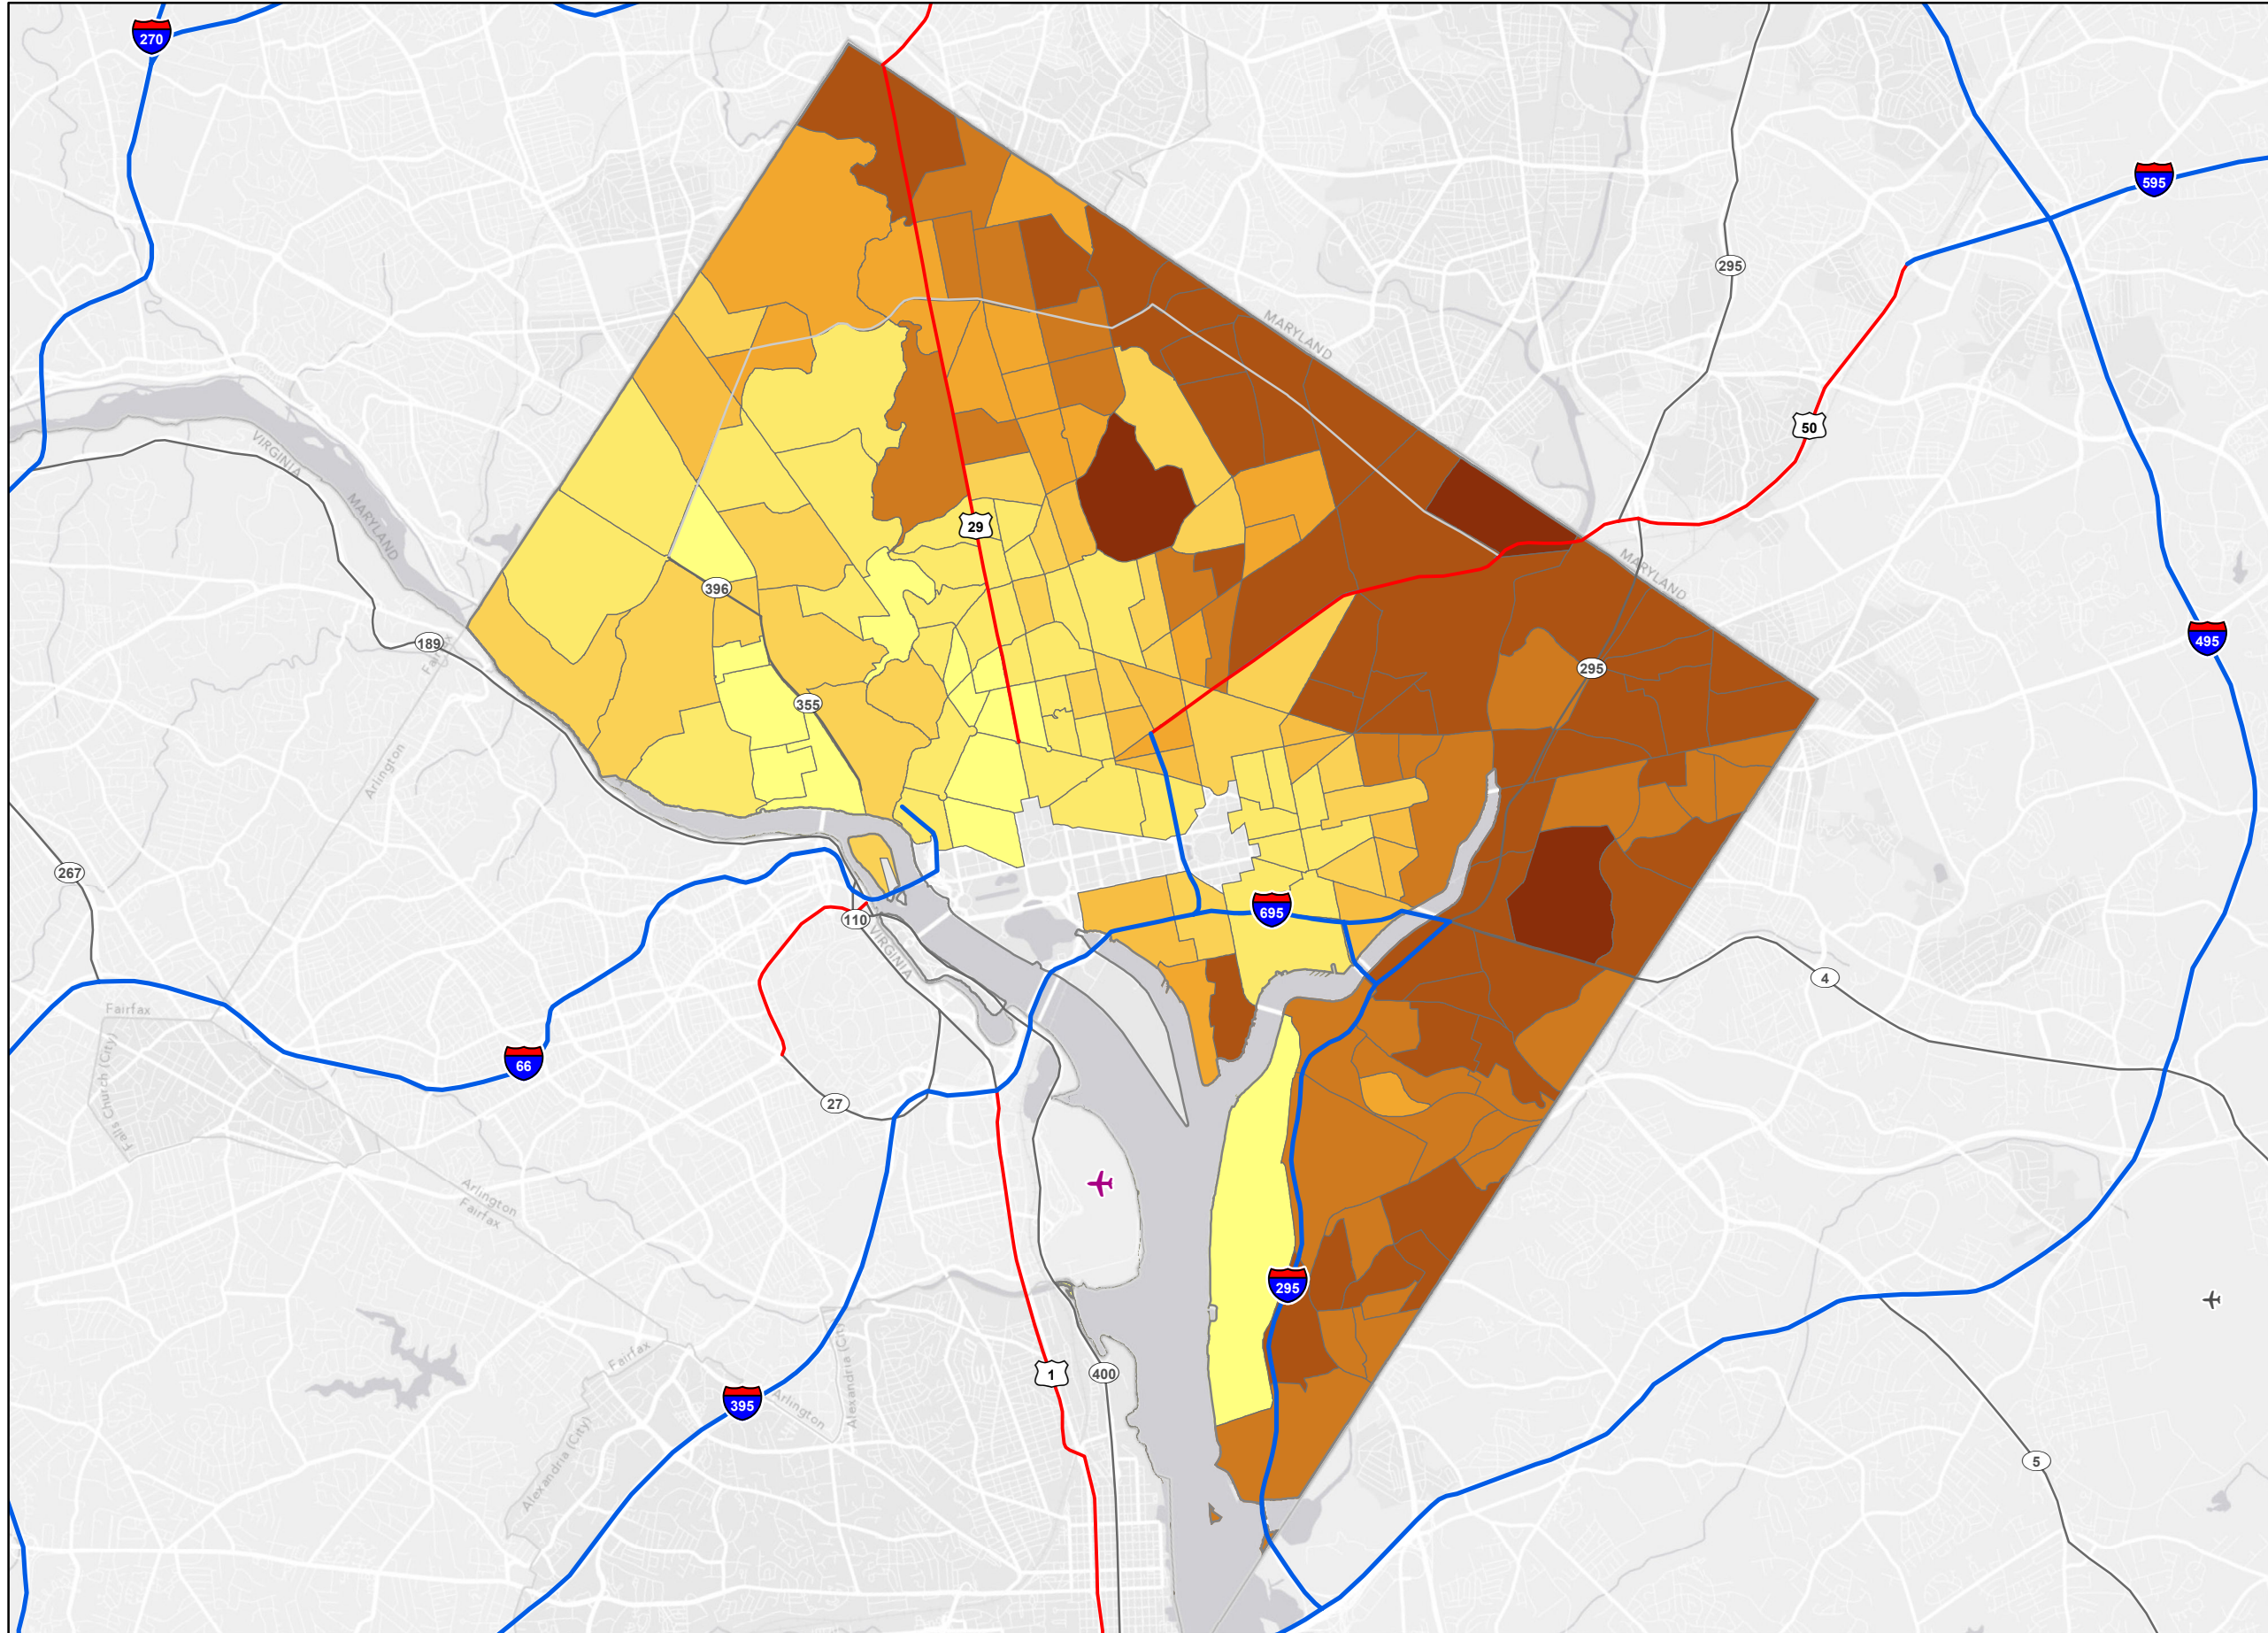 270
595
295
MARYLAND
50
VIRGINIA
MARYLAND
29
MARYLAND
396
189
Fairfax
495
295
355
Arlington
267
695
110
VIRGINIA
4
Fairfax
Falls Church (City)
66
27
Arlington
Fairfax
295
Fairfax
Alexandria (City)
1
400
395
Arlington
Alexandria (City)
5